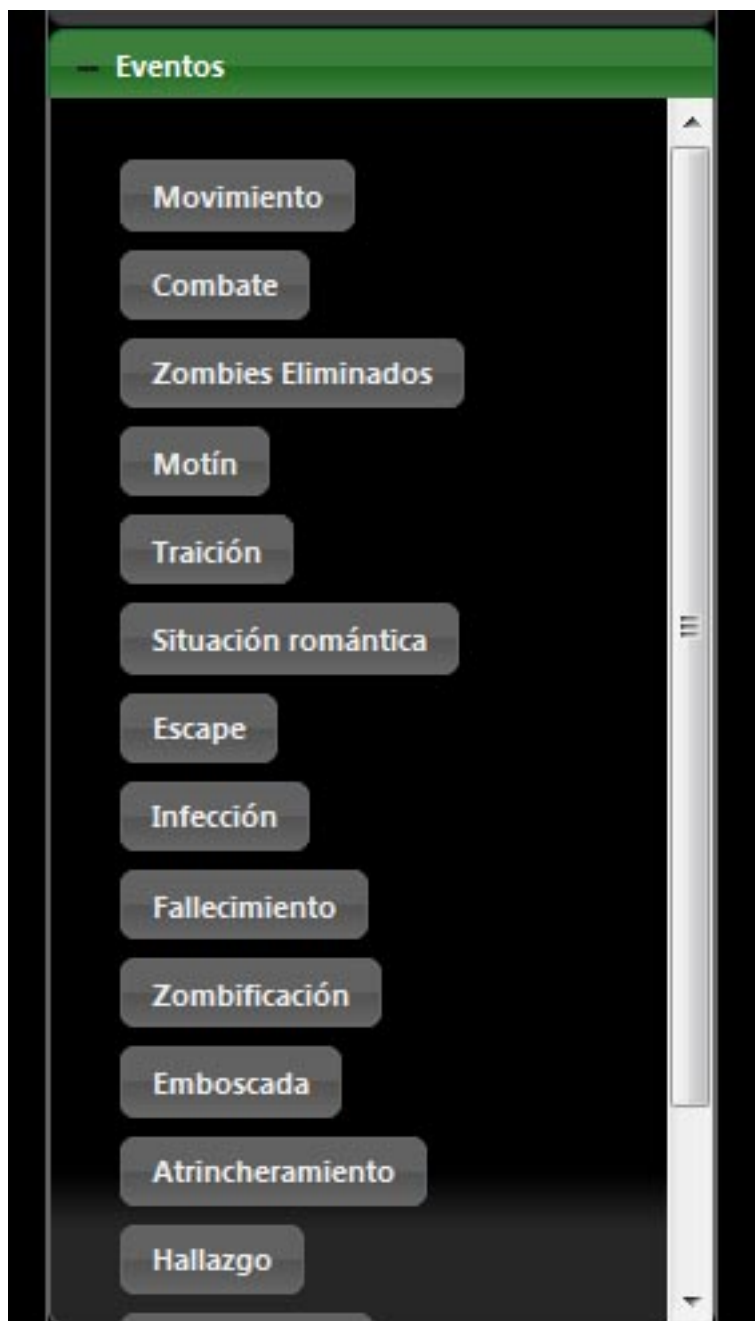 Eventos
Movimiento
Combate
Zombies Eliminados
Motín
Traición
Situación romántica
Escape
Infección
Fallecimiento
Zombificación
Emboscada
Atrincheramiento
Hallazgo